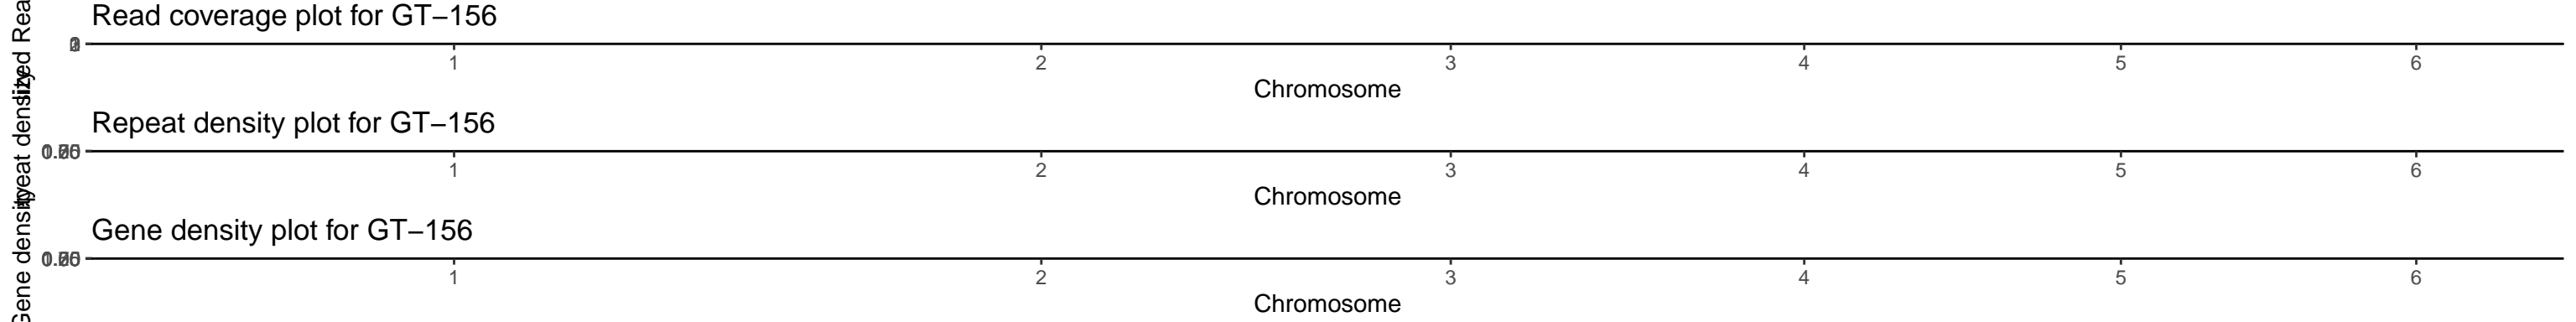 Read coverage plot for GT–156
1 2 3 4 5 6
Chromosome
Repeat density plot for GT–156
1 2 3 4 5 6
Chromosome
Gene density plot for GT–156
1 2 3 4 5 6
Chromosome
Gene density